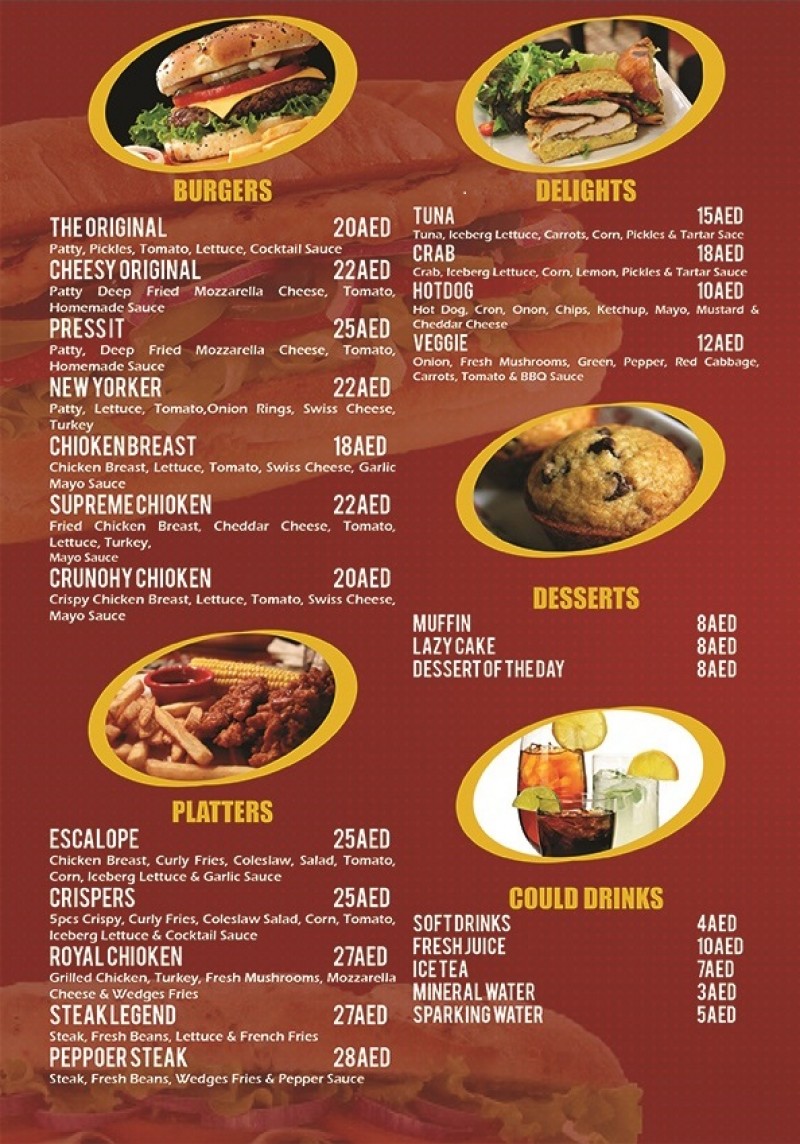 BURGERS
THE ORIGINAL 20AED
Patty, Pickles, Tomato, Lettuce, Cocktail Sauce
CHEESY ORIGINAL 22AED
Patty Deep Fried Mozzarella Cheese, Tomato,
Homemade Sauce
PRESS IT 25AED
Patty, Deep Fried Mozzarella Cheese, Tomato,
Homemade Sauce
NEW YORKER 22AED
Patty, Lettuce, Tomato,Onion Rings, Swiss Cheese,
Turkey
CHIOKEN BREAST 18AED
Chicken Breast, Lettuce, Tomato, Swiss Cheese, Garlic
Mayo Sauce
SUPREME CHIOKEN 22AED
Fried Chicken Breast, Cheddar Cheese, Tomato,
Lettuce, Turkey,
Mayo Sauce
CRUNOHY CHIOKEN 20AED
Crispy Chicken Breast, Lettuce, Tomato, Swiss Cheese,
Mayo Sauce
PLATTERS
ESCALOPE 25AED
Chicken Breast, Curly Fries, Coleslaw, Salad, Tomato,
Corn, Iceberg Lettuce & Garlic Sauce
CRISPERS 25AED
5pcs Crispy, Curly Fries, Coleslaw Salad, Corn, Tomato,
Iceberg Lettuce & Cocktail Sauce
ROYAL CHIOKEN 27AED
Grilled Chicken, Turkey, Fresh Mushrooms, Mozzarella
Cheese & Wedges Fries
STEAK LEGEND 27AED
Steak, Fresh Beans, Lettuce & French Fries
PEPPOER STEAK 28AED
Steak, Fresh Beans, Wedges Fries & Pepper Sauce
DELIGHTS
TUNA 15AED
Tuna, Iceberg Lettuce, Carrots, Corn, Pickles & Tartar Sace
CRAB 18AED
Crab, Iceberg Lettuce, Corn, Lemon, Pickles & Tartar Sauce
HOTDOG 10AED
Hot Dog, Cron, Onon, Chips, Ketchup, Mayo, Mustard &
Cheddar Cheese
VEGGIE 12AED
Onion, Fresh Mushrooms, Green, Pepper, Red Cabbage,
Carrots, Tomato & BBQ Sauce
DESSERTS
MUFFIN 8AED
LAZY CAKE 8AED
DESSERT OF THE DAY 8AED
COULD DRINKS
SOFT DRINKS 4AED
FRESH JUICE 10AED
ICE TEA 7AED
MINERAL WATER 3AED
SPARKING WATER 5AED